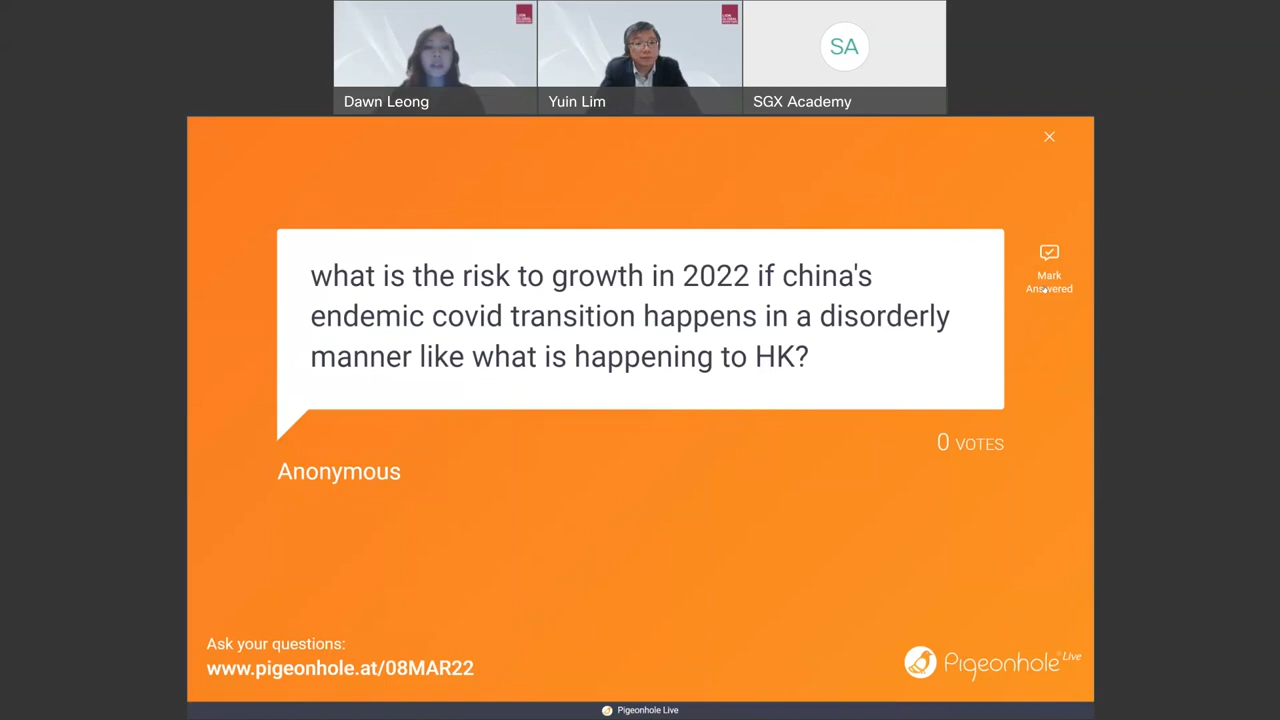 Dawn Leong
Yuin Lim
SA
SGX Academy
what is the risk to growth in 2022 if china's
endemic covid transition happens in a disorderly
manner like what is happening to HK?
Mark
Answered
0 VOTES
Anonymous
Ask your questions:
www.pigeonhole.at/08MAR22
Pigeonhole Live
Pigeonhole Live